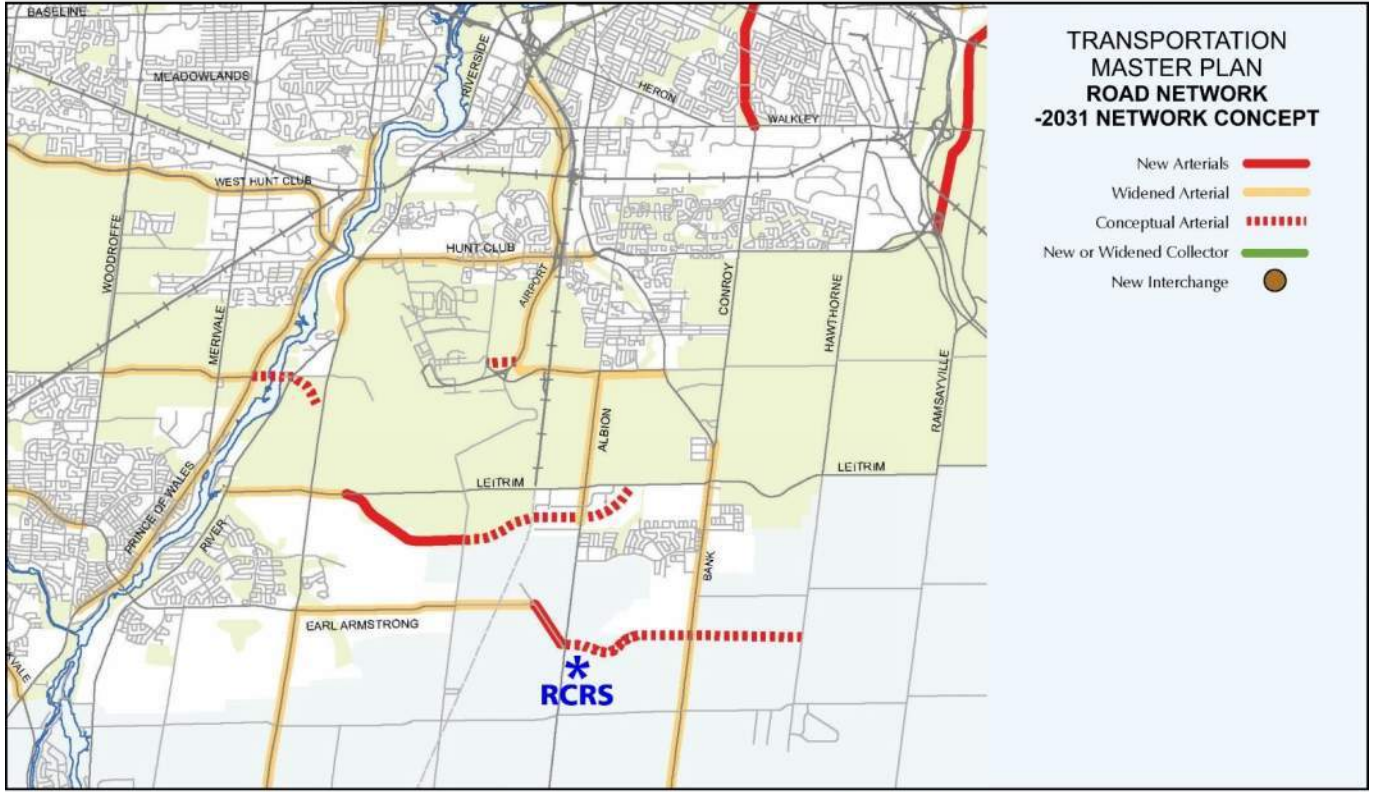 BASELINE
MEADOWLANDS
RIVERSIDE
HERON
WALKLEY
WEST HUNT CLUB
WOODROFFE
HUNT CLUB
AIRPORT
CONROY
HAWTHORNE
MERIVALE
RAMSAYVILLE
ALBION
LEITRIM
LEITRIM
PRINCE OF WALES
RIVER
BANK
EARL ARMSTRONG
RCRS
TRANSPORTATION
MASTER PLAN
ROAD NETWORK
-2031 NETWORK CONCEPT
New Arterials
Widened Arterial
Conceptual Arterial
New or Widened Collector
New Interchange